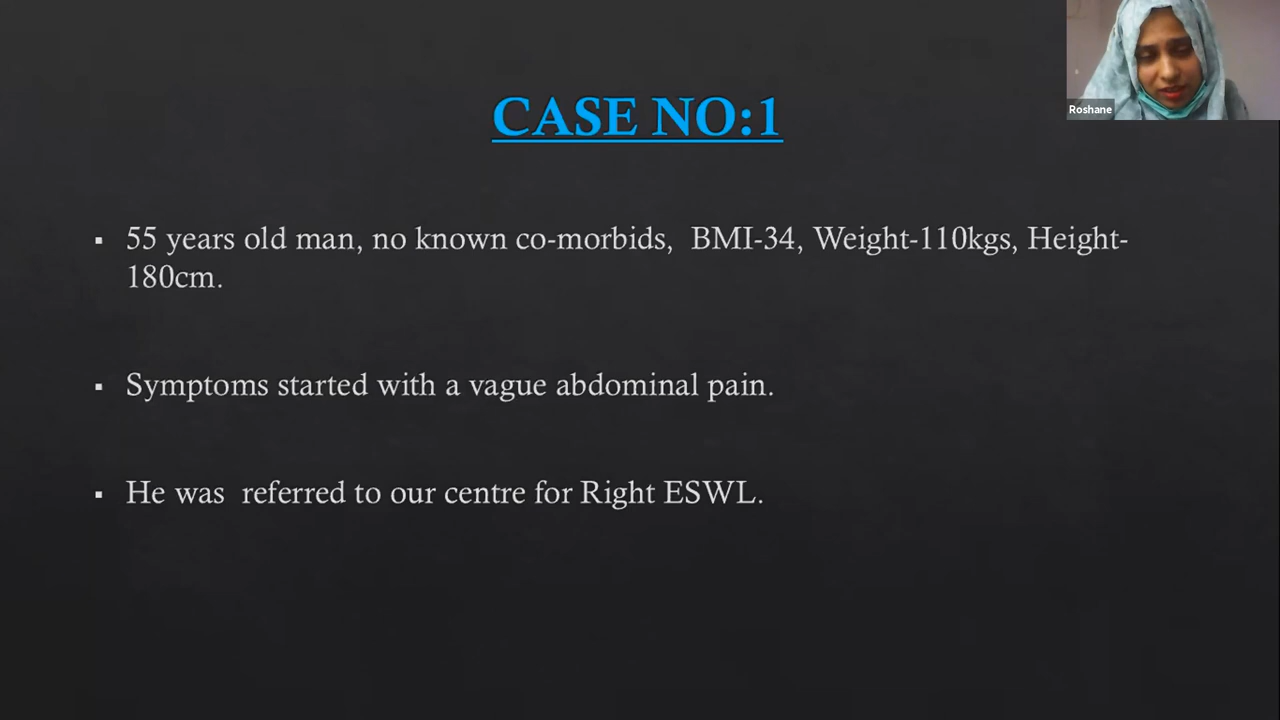 Roshane
CASE NO:1
▪ 55 years old man, no known co-morbids, BMI-34, Weight-110kgs, Height-
180cm.
▪ Symptoms started with a vague abdominal pain.
▪ He was referred to our centre for Right ESWL.